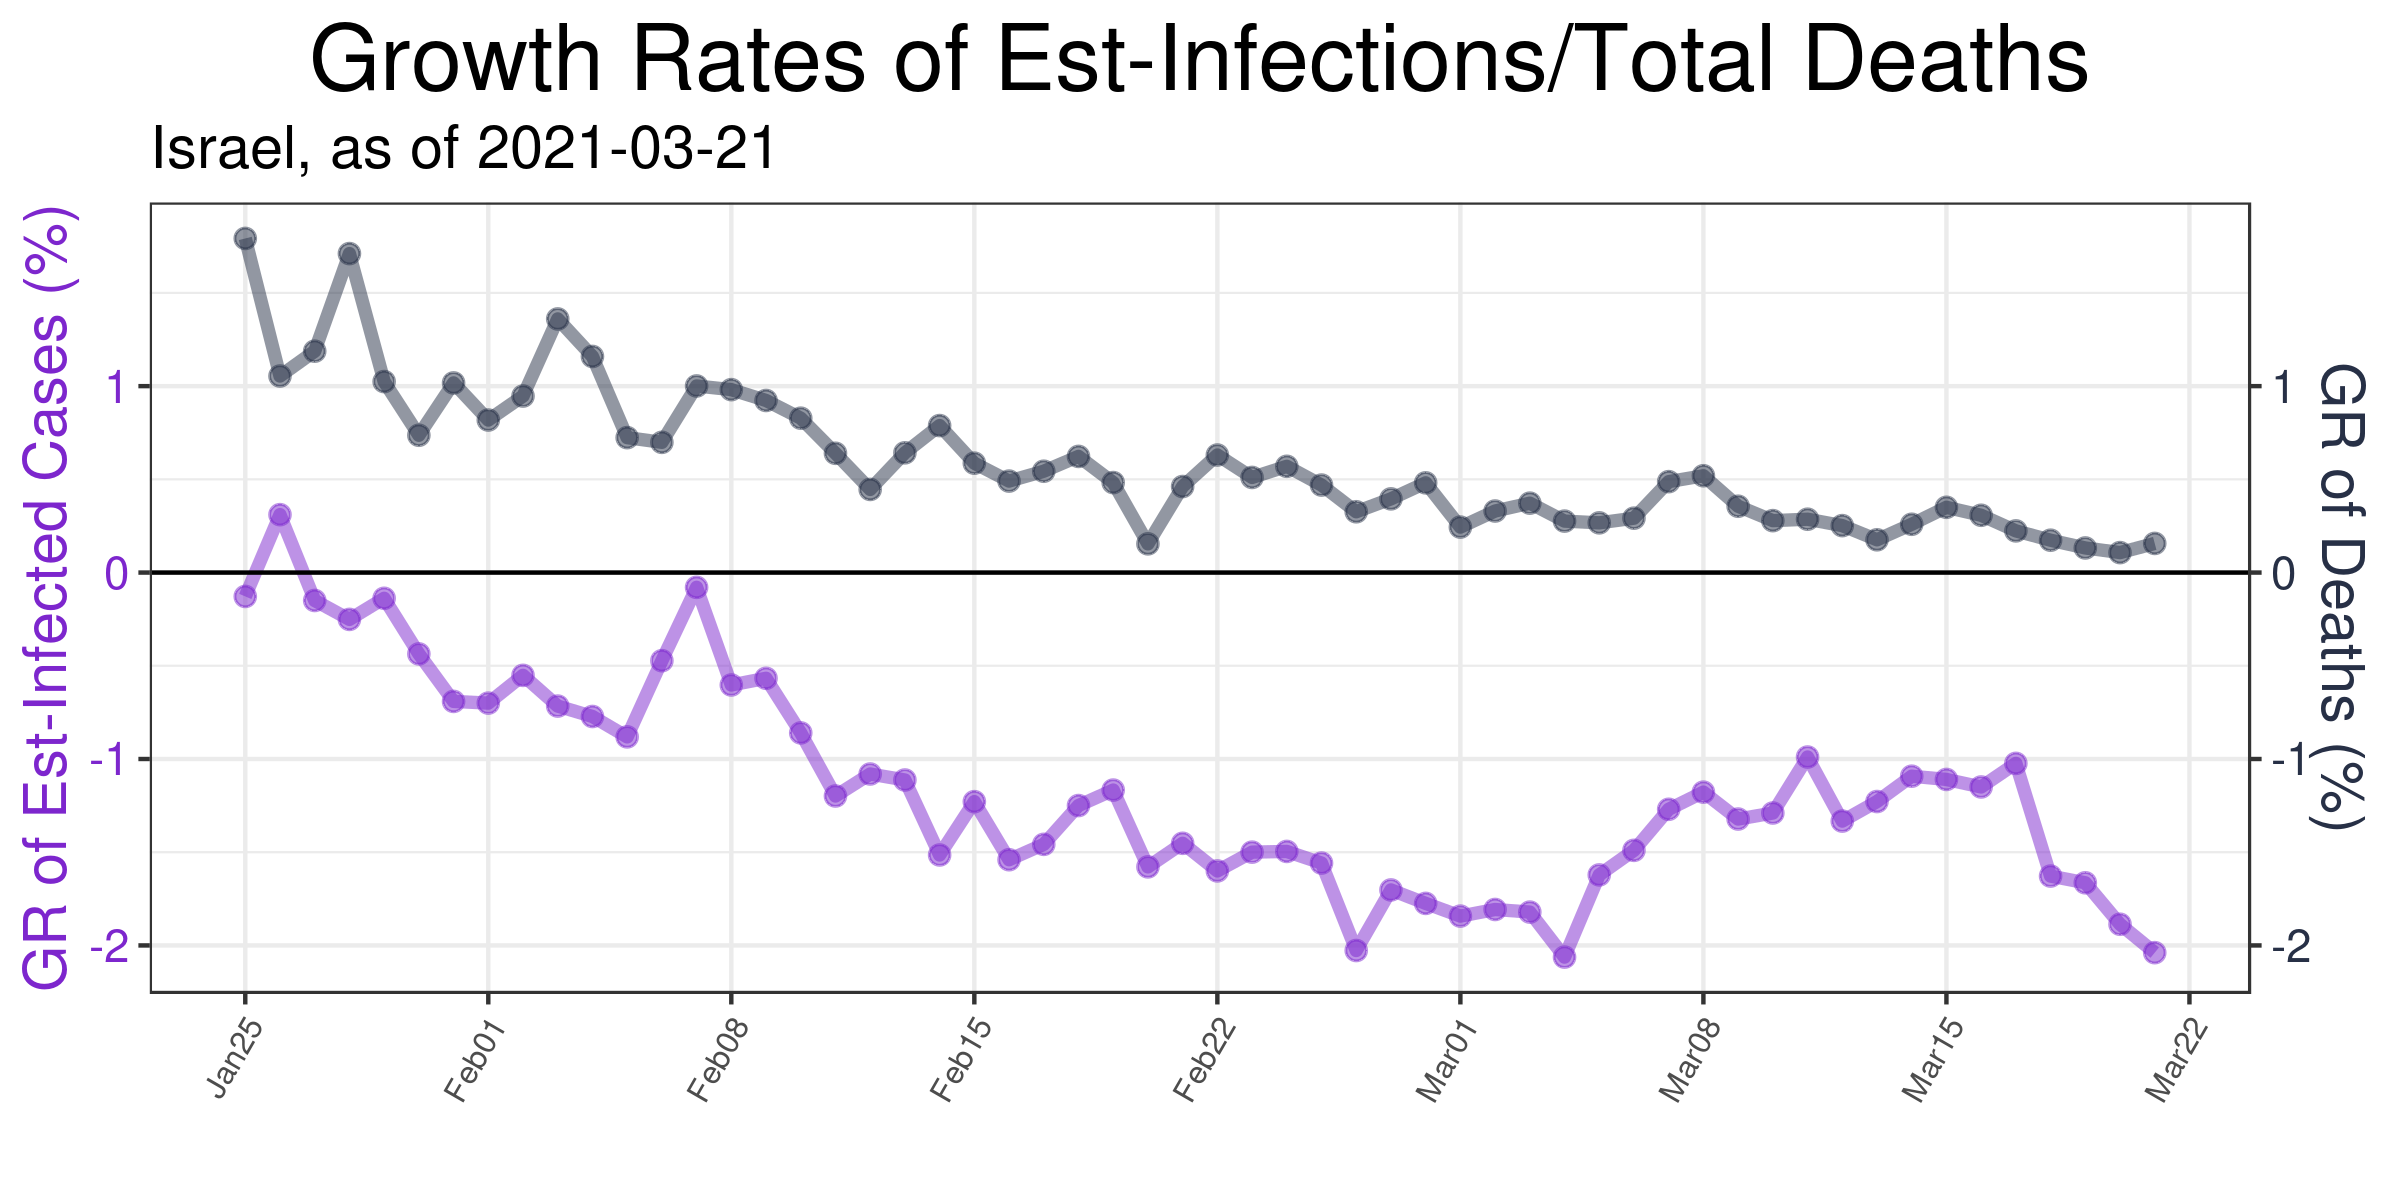 Growth Rates of Est-Infections/Total Deaths
Israel, as of 2021-03-21
GR of Est-Infected Cases (%)
1
0
-1
-2
1
0
-1
-2
GR of Deaths (%)
Jan25
Feb01
Feb08
Feb15
Feb22
Mar01
Mar08
Mar15
Mar22